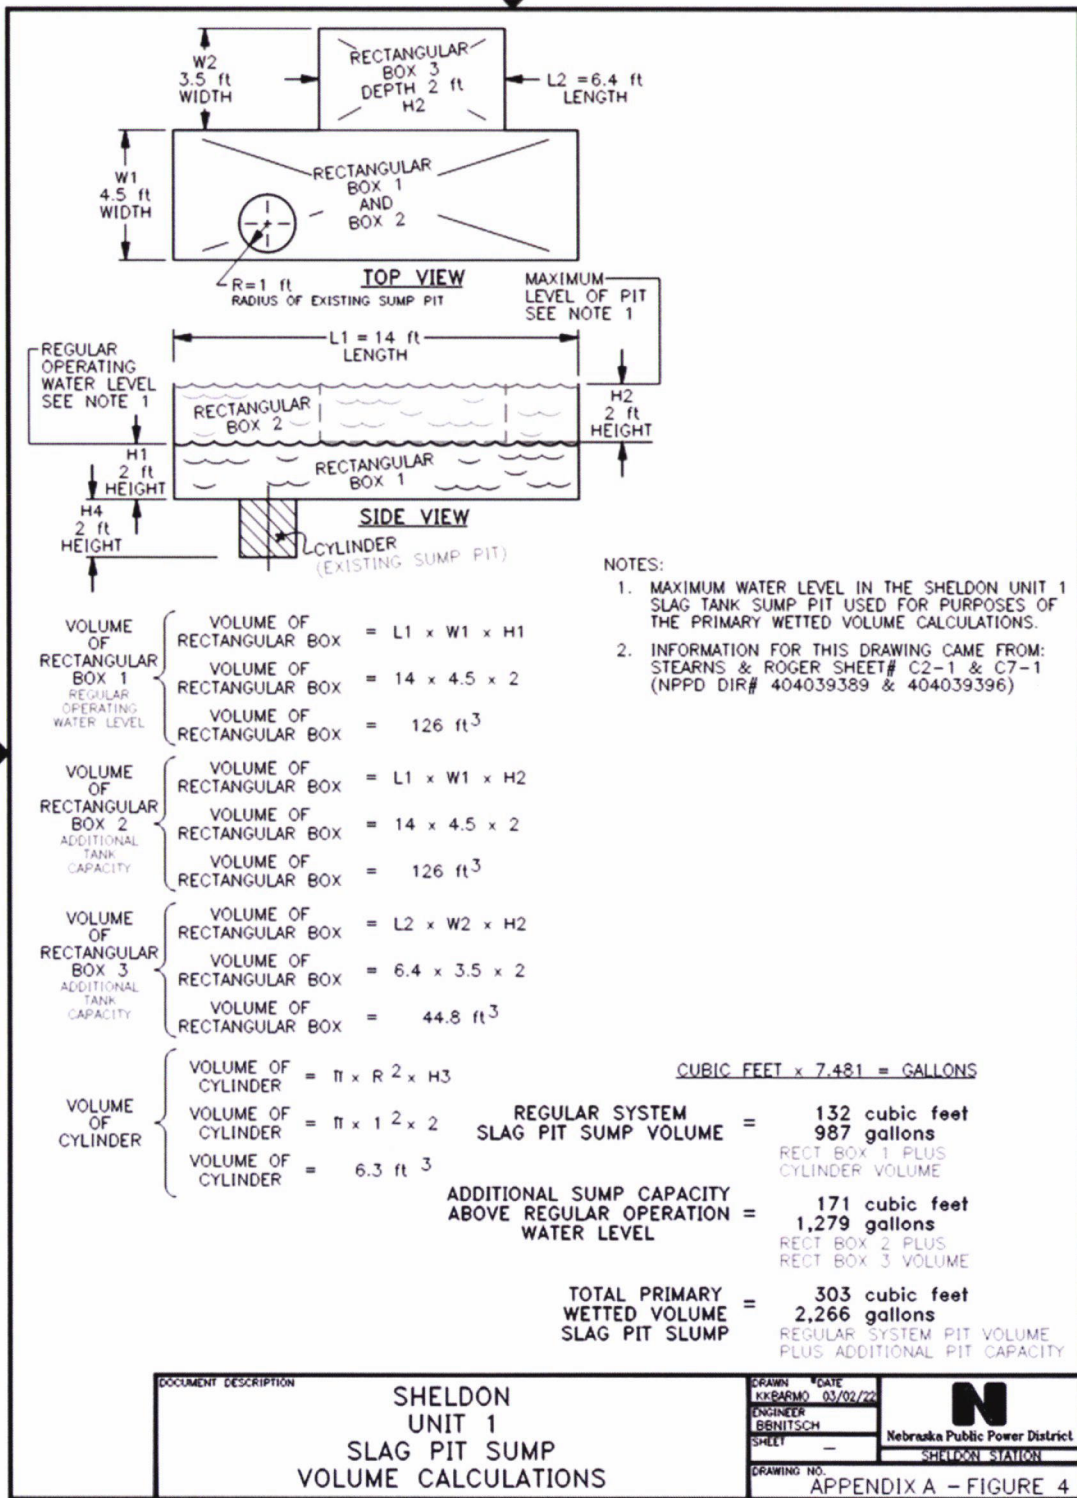 W2
3.5 ft
WIDTH
RECTANGULAR
BOX 3
DEPTH 2 ft
H2
L2 =6.4 ft
LENGTH
W1
4.5 ft
WIDTH
RECTANGULAR
BOX 1
AND
BOX 2
R=1 ft
RADIUS OF EXISTING SUMP PIT
TOP VIEW
MAXIMUM
LEVEL OF PIT
SEE NOTE 1
L1 = 14 ft
LENGTH
REGULAR
OPERATING
WATER LEVEL
SEE NOTE 1
RECTANGULAR
BOX 2
H2
2 ft
HEIGHT
H1
2 ft
HEIGHT
RECTANGULAR
BOX 1
H4
2 ft
HEIGHT
SIDE VIEW
CYLINDER
(EXISTING SUMP PIT)
NOTES:
1. MAXIMUM WATER LEVEL IN THE SHELDON UNIT 1
SLAG TANK SUMP PIT USED FOR PURPOSES OF
THE PRIMARY WETTED VOLUME CALCULATIONS.
2. INFORMATION FOR THIS DRAWING CAME FROM:
STEARNS & ROGER SHEET# C2-1 & C7-1
(NPPD DIR# 404039389 & 404039396)
VOLUME
OF
RECTANGULAR
BOX 1
REGULAR
OPERATING
WATER LEVEL
VOLUME OF
RECTANGULAR BOX = L1 x W1 x H1
VOLUME OF
RECTANGULAR BOX = 14 x 4.5 x 2
VOLUME OF
RECTANGULAR BOX = 126 ft3
VOLUME
OF
RECTANGULAR
BOX 2
ADDITIONAL
TANK
CAPACITY
VOLUME OF
RECTANGULAR BOX = L1 x W1 x H2
VOLUME OF
RECTANGULAR BOX = 14 x 4.5 x 2
VOLUME OF
RECTANGULAR BOX = 126 ft3
VOLUME
OF
RECTANGULAR
BOX 3
ADDITIONAL
TANK
CAPACITY
VOLUME OF
RECTANGULAR BOX = L2 x W2 x H2
VOLUME OF
RECTANGULAR BOX = 6.4 x 3.5 x 2
VOLUME OF
RECTANGULAR BOX = 44.8 ft3
VOLUME
OF
CYLINDER
VOLUME OF
CYLINDER = π x R 2 x H3
VOLUME OF
CYLINDER = π x 1 2 x 2
VOLUME OF
CYLINDER = 6.3 ft 3
CUBIC FEET x 7.481 = GALLONS
REGULAR SYSTEM
SLAG PIT SUMP VOLUME =
132 cubic feet
987 gallons
RECT BOX 1 PLUS
CYLINDER VOLUME
ADDITIONAL SUMP CAPACITY
ABOVE REGULAR OPERATION =
WATER LEVEL
171 cubic feet
1,279 gallons
RECT BOX 2 PLUS
RECT BOX 3 VOLUME
TOTAL PRIMARY
WETTED VOLUME =
SLAG PIT SLUMP
303 cubic feet
2,266 gallons
REGULAR SYSTEM PIT VOLUME
PLUS ADDITIONAL PIT CAPACITY
DOCUMENT DESCRIPTION
SHELDON
UNIT 1
SLAG PIT SUMP
VOLUME CALCULATIONS
DRAWN DATE
KKBARMO 03/02/22
ENGINEER
BBNITSCH
SHEET
—
N
Nebraska Public Power District
SHELDON STATION
DRAWING NO.
APPENDIX A - FIGURE 4